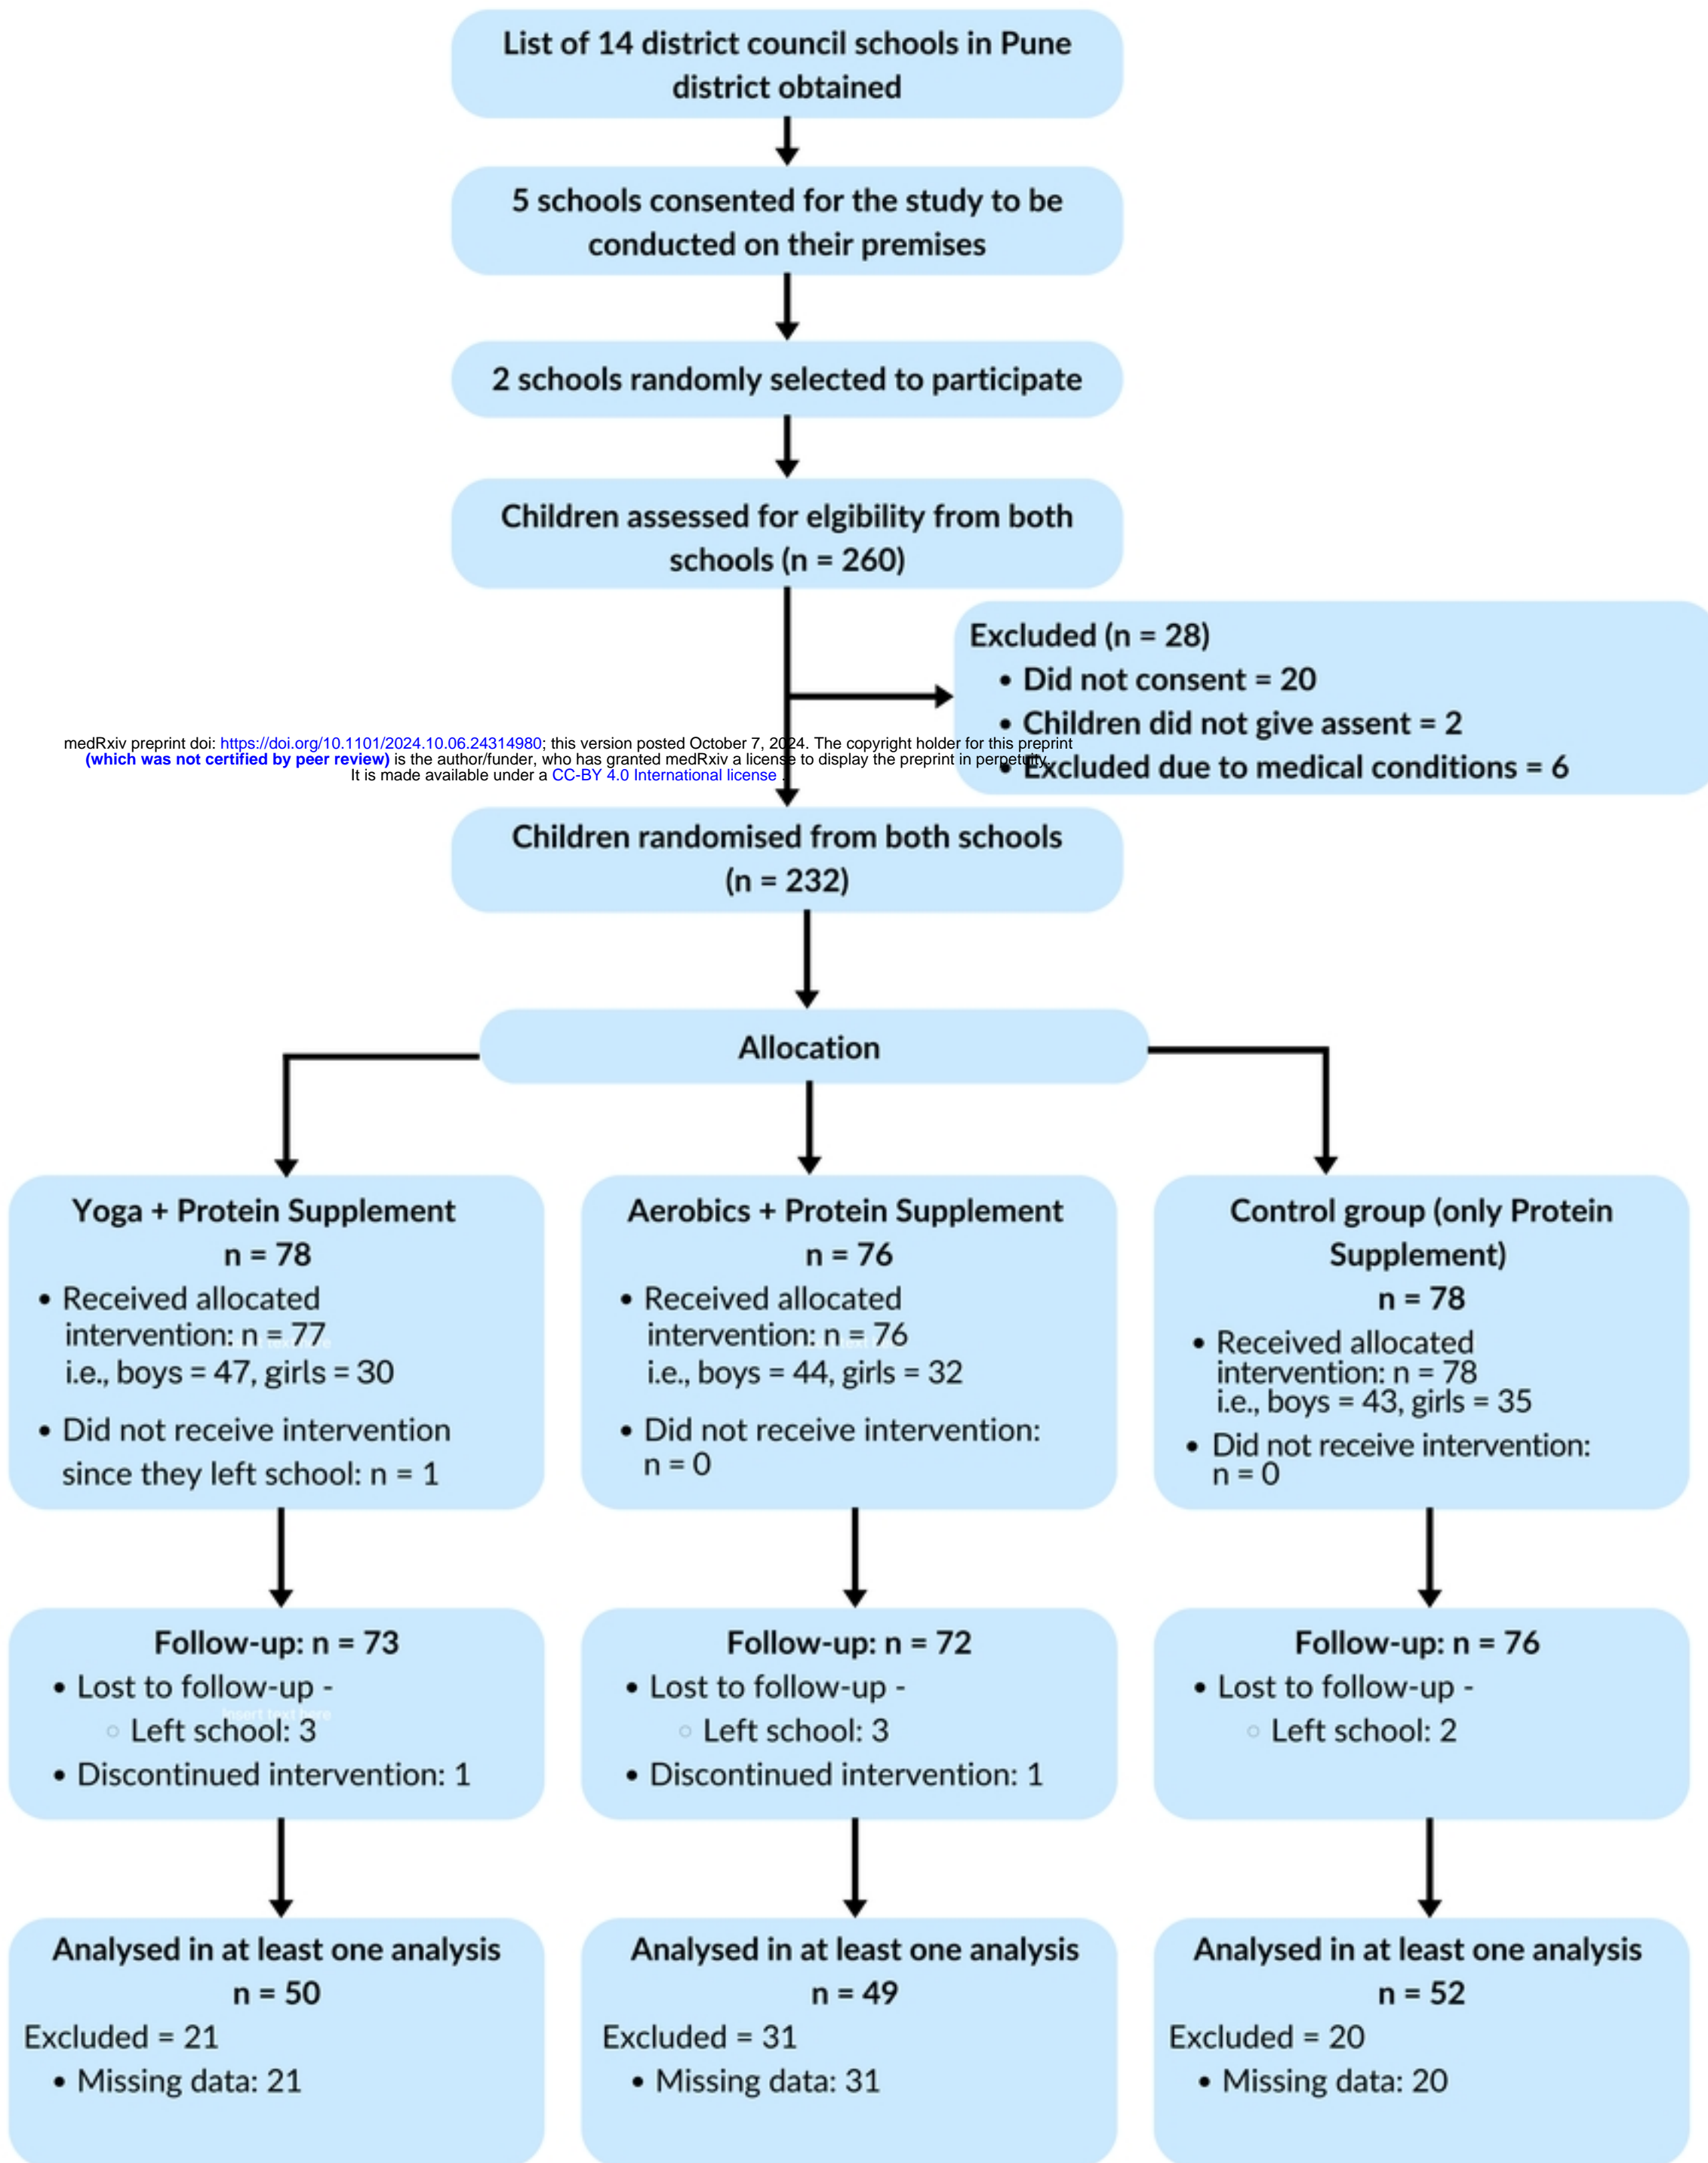 List of 14 district council schools in Pune
district obtained
5 schools consented for the study to be
conducted on their premises
2 schools randomly selected to participate
Children assessed for elgibility from both
schools (n = 260)
Excluded (n = 28)
• Did not consent = 20
• Children did not give assent = 2
• Excluded due to medical conditions = 6
medRxiv preprint doi: https://doi.org/10.1101/2024.10.06.24314980; this version posted October 7, 2024. The copyright holder for this preprint
(which was not certified by peer review) is the author/funder, who has granted medRxiv a license to display the preprint in perpetuity.
It is made available under a CC-BY 4.0 International license .
Children randomised from both schools
(n = 232)
Allocation
Yoga + Protein Supplement
n = 78
• Received allocated
intervention: n = 77
i.e., boys = 47, girls = 30
• Did not receive intervention
since they left school: n = 1
Aerobics + Protein Supplement
n = 76
• Received allocated
intervention: n = 76
i.e., boys = 44, girls = 32
• Did not receive intervention:
n = 0
Control group (only Protein
Supplement)
n = 78
• Received allocated
intervention: n = 78
i.e., boys = 43, girls = 35
• Did not receive intervention:
n = 0
Follow-up: n = 73
• Lost to follow-up -
Insert text here
○ Left school: 3
• Discontinued intervention: 1
Follow-up: n = 72
• Lost to follow-up -
○ Left school: 3
• Discontinued intervention: 1
Follow-up: n = 76
• Lost to follow-up -
○ Left school: 2
Analysed in at least one analysis
n = 50
Excluded = 21
• Missing data: 21
Analysed in at least one analysis
n = 49
Excluded = 31
• Missing data: 31
Analysed in at least one analysis
n = 52
Excluded = 20
• Missing data: 20